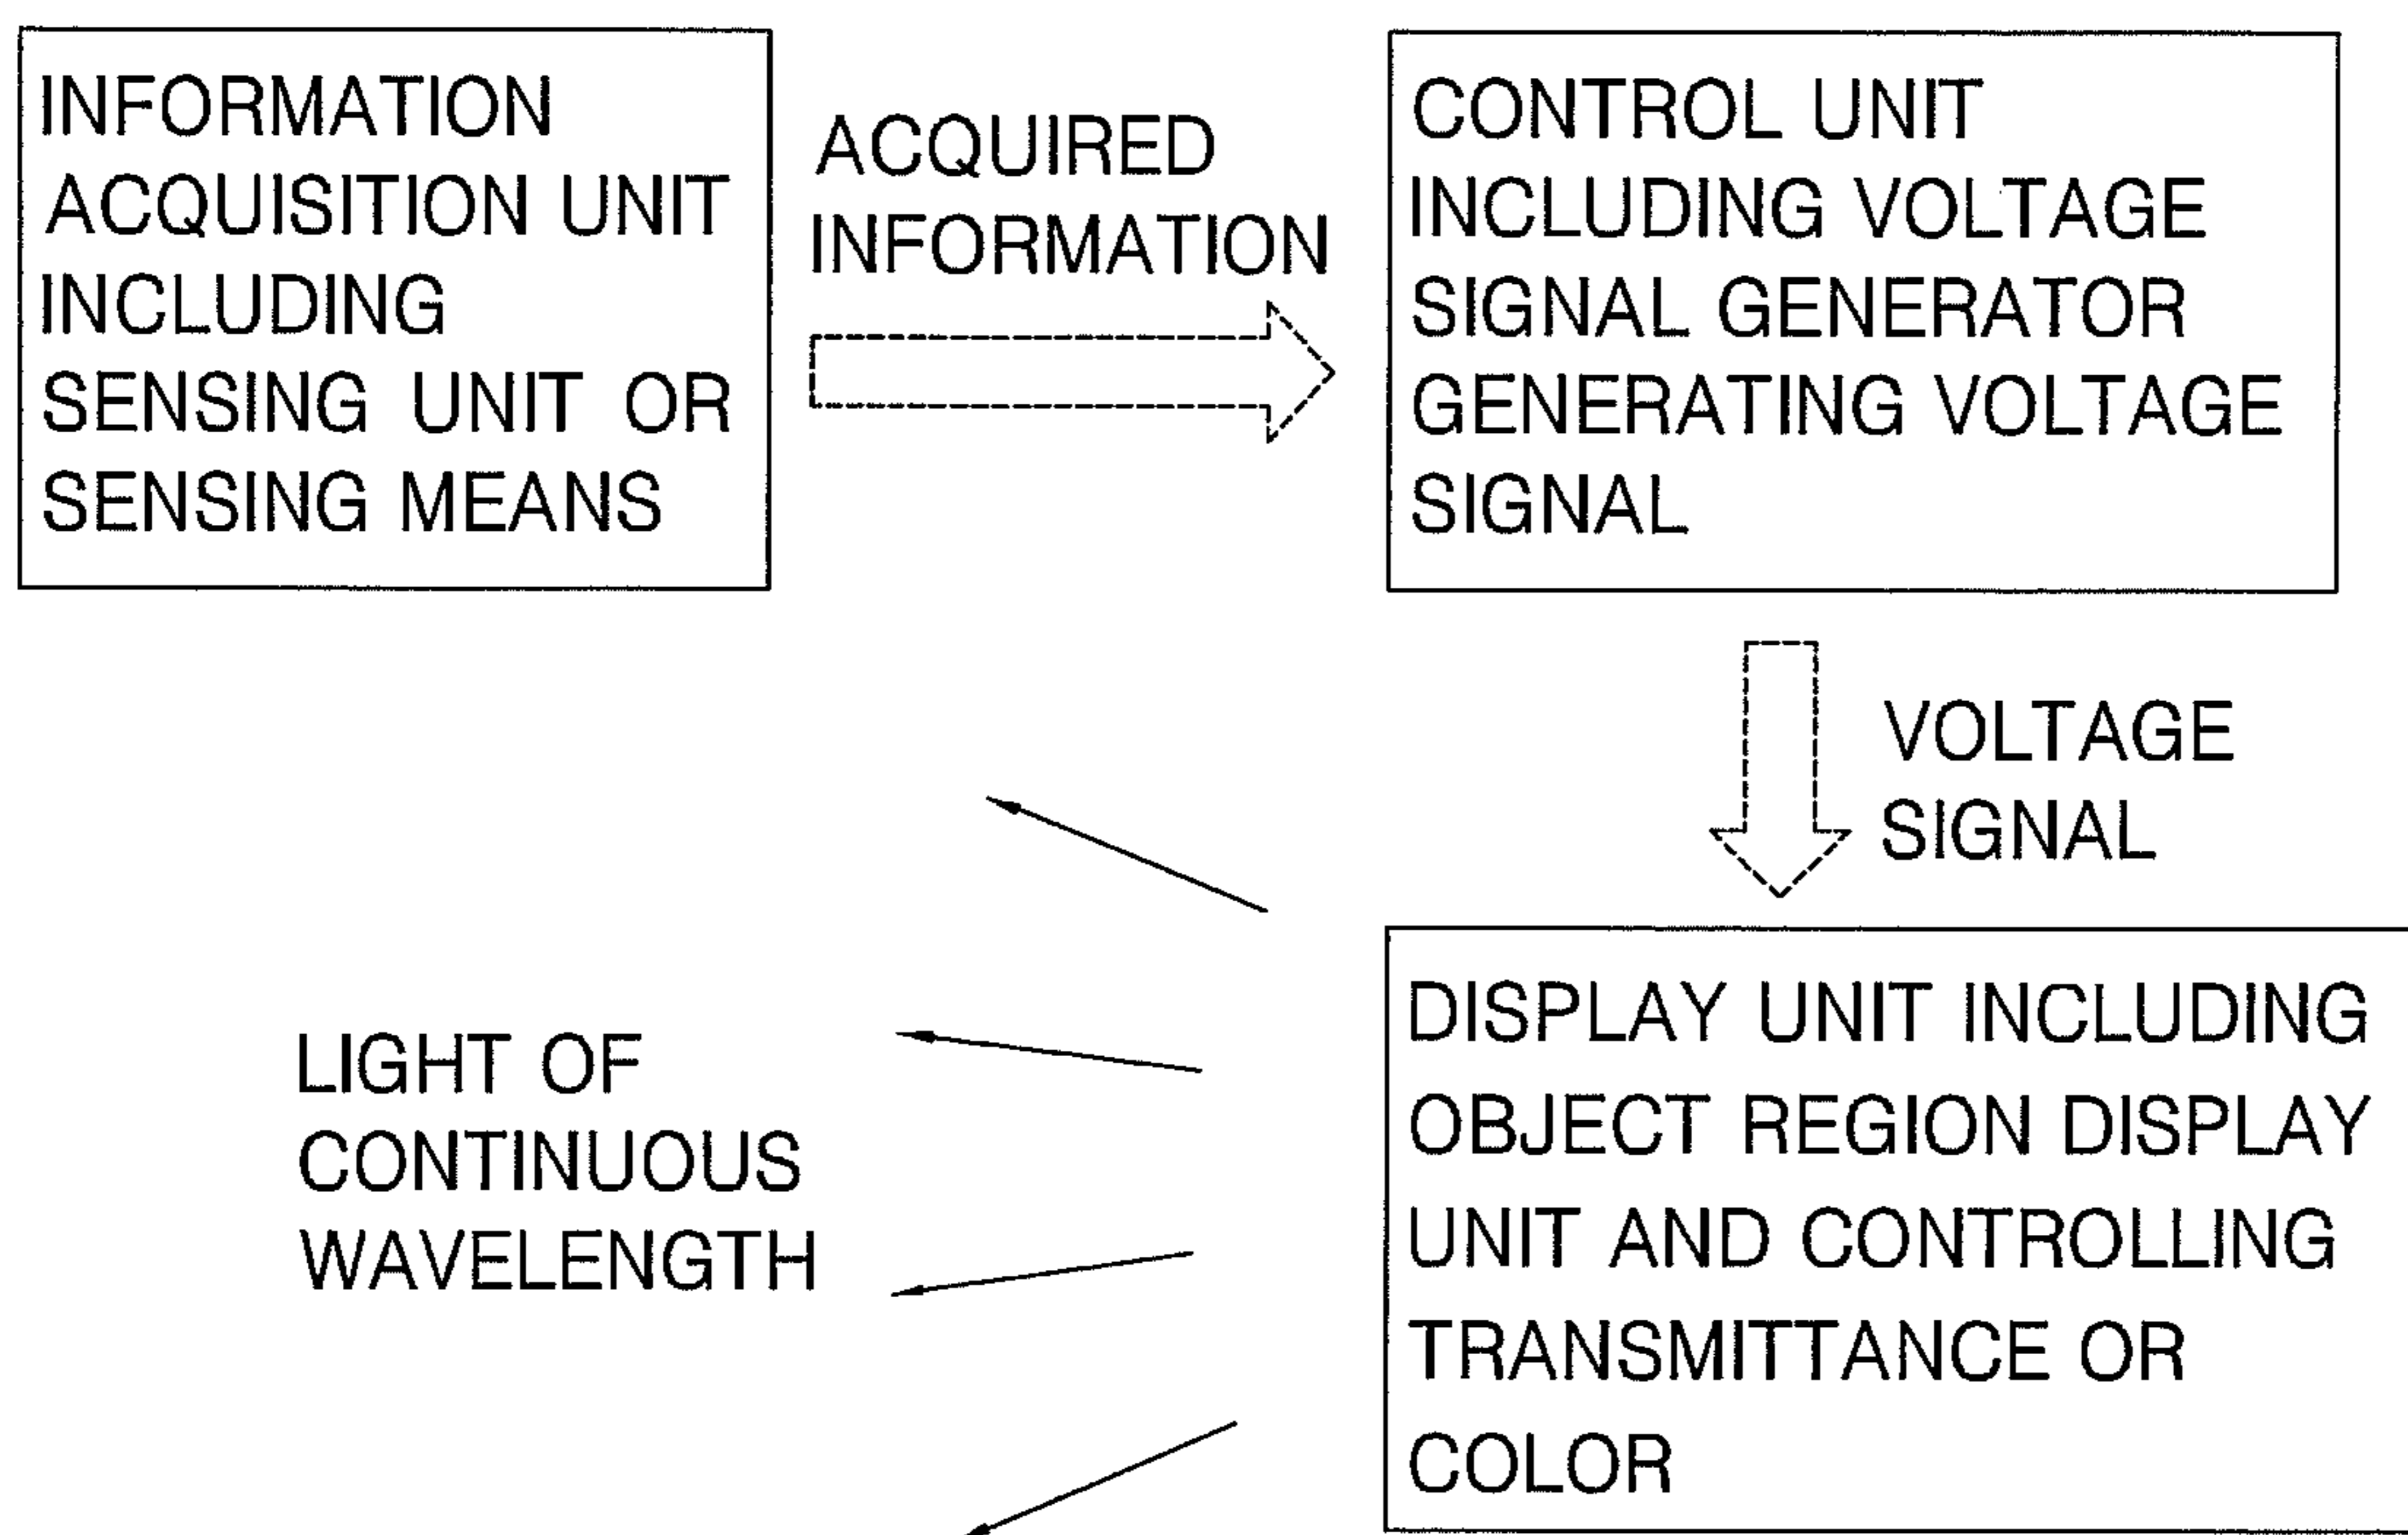 INFORMATION
ACQUISITION UNIT
INCLUDING
SENSING UNIT OR
SENSING MEANS
ACQUIRED
INFORMATION
CONTROL UNIT
INCLUDING VOLTAGE
SIGNAL GENERATOR
GENERATING VOLTAGE
SIGNAL
VOLTAGE
SIGNAL
LIGHT OF
CONTINUOUS
WAVELENGTH
DISPLAY UNIT INCLUDING
OBJECT REGION DISPLAY
UNIT AND CONTROLLING
TRANSMITTANCE OR
COLOR